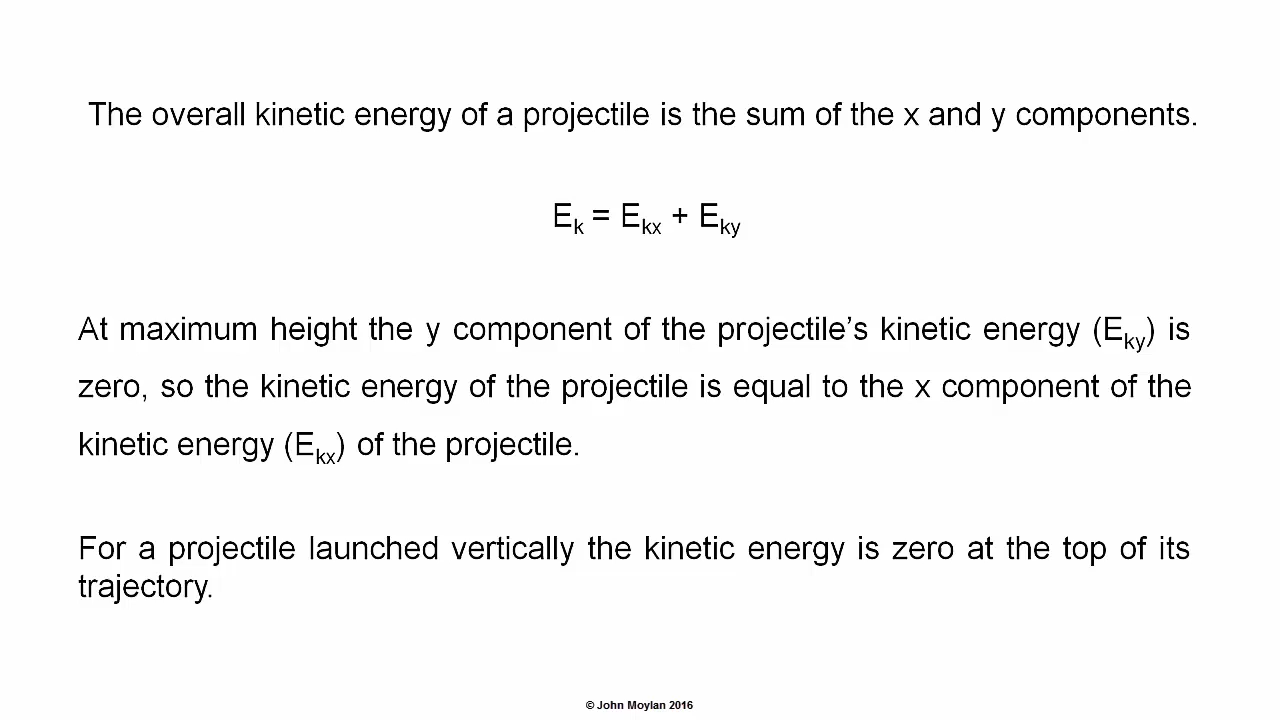 The overall kinetic energy of a projectile is the sum of the x and y components.
Ek = Ekx + Eky
At maximum height the y component of the projectile’s kinetic energy (Eky) is
zero, so the kinetic energy of the projectile is equal to the x component of the
kinetic energy (Ekx) of the projectile.
For a projectile launched vertically the kinetic energy is zero at the top of its
trajectory.
© John Moylan 2016